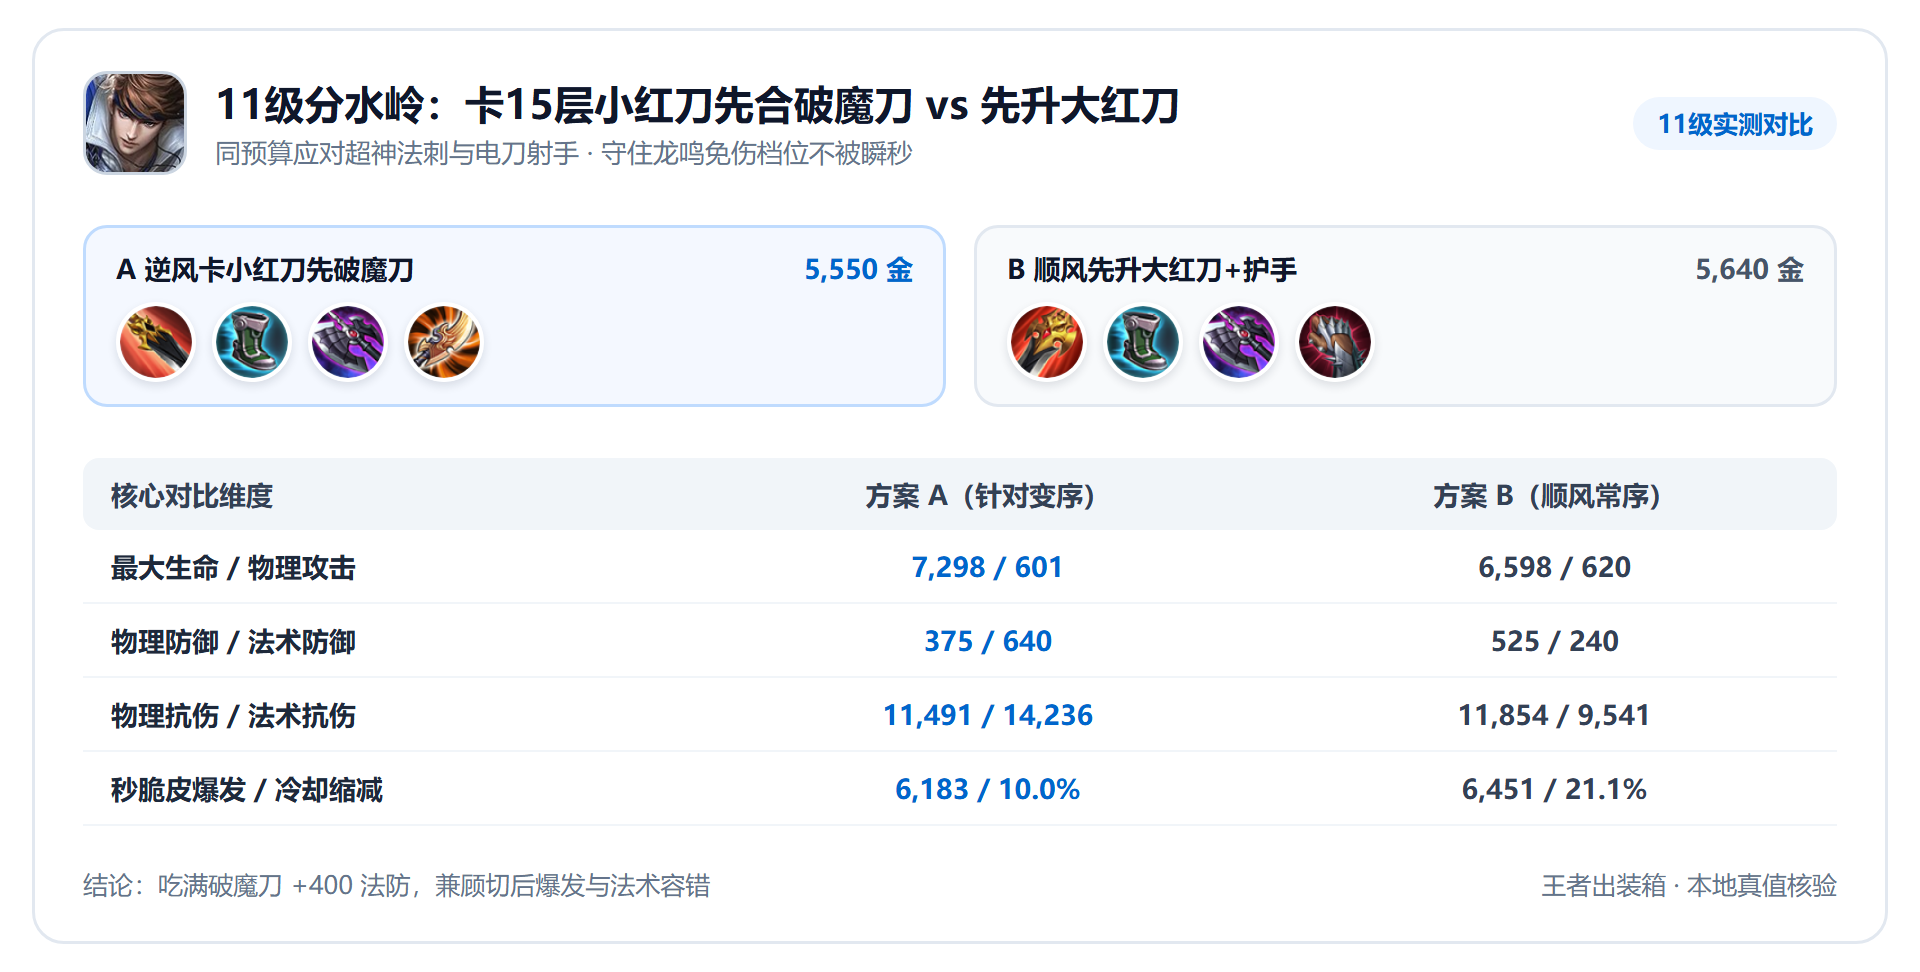 11级分水岭：卡15层小红刀先合破魔刀 vs 先升大红刀
同预算应对超神法刺与电刀射手 · 守住龙鸣免伤档位不被瞬秒
11级实测对比
A 逆风卡小红刀先破魔刀
5,550 金
B 顺风先升大红刀+护手
5,640 金
核心对比维度 方案 A（针对变序） 方案 B（顺风常序）
最大生命 / 物理攻击 7,298 / 601 6,598 / 620
物理防御 / 法术防御 375 / 640 525 / 240
物理抗伤 / 法术抗伤 11,491 / 14,236 11,854 / 9,541
秒脆皮爆发 / 冷却缩减 6,183 / 10.0% 6,451 / 21.1%
结论：吃满破魔刀 +400 法防，兼顾切后爆发与法术容错
王者出装箱 · 本地真值核验